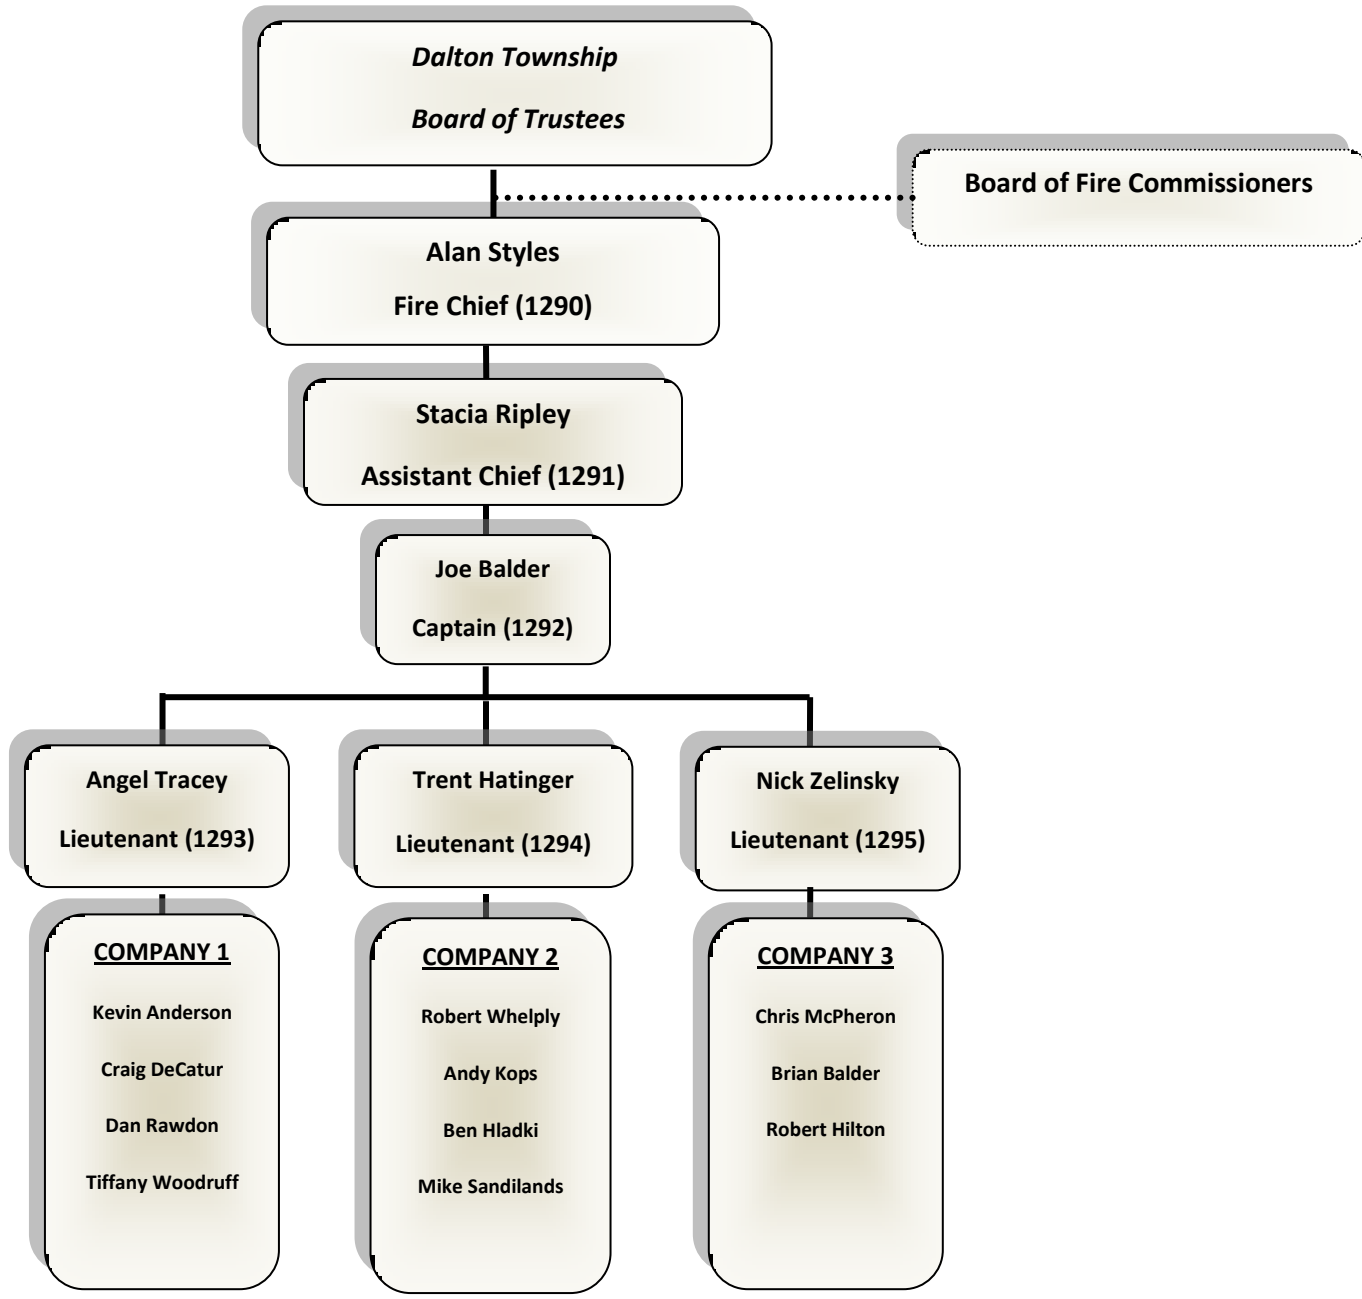 Dalton Township
Board of Trustees
Board of Fire Commissioners
Alan Styles
Fire Chief (1290)
Stacia Ripley
Assistant Chief (1291)
Joe Balder
Captain (1292)
Angel Tracey
Lieutenant (1293)
Trent Hatinger
Lieutenant (1294)
Nick Zelinsky
Lieutenant (1295)
COMPANY 1
Kevin Anderson
Craig DeCatur
Dan Rawdon
Tiffany Woodruff
COMPANY 2
Robert Whelply
Andy Kops
Ben Hladki
Mike Sandilands
COMPANY 3
Chris McPheron
Brian Balder
Robert Hilton